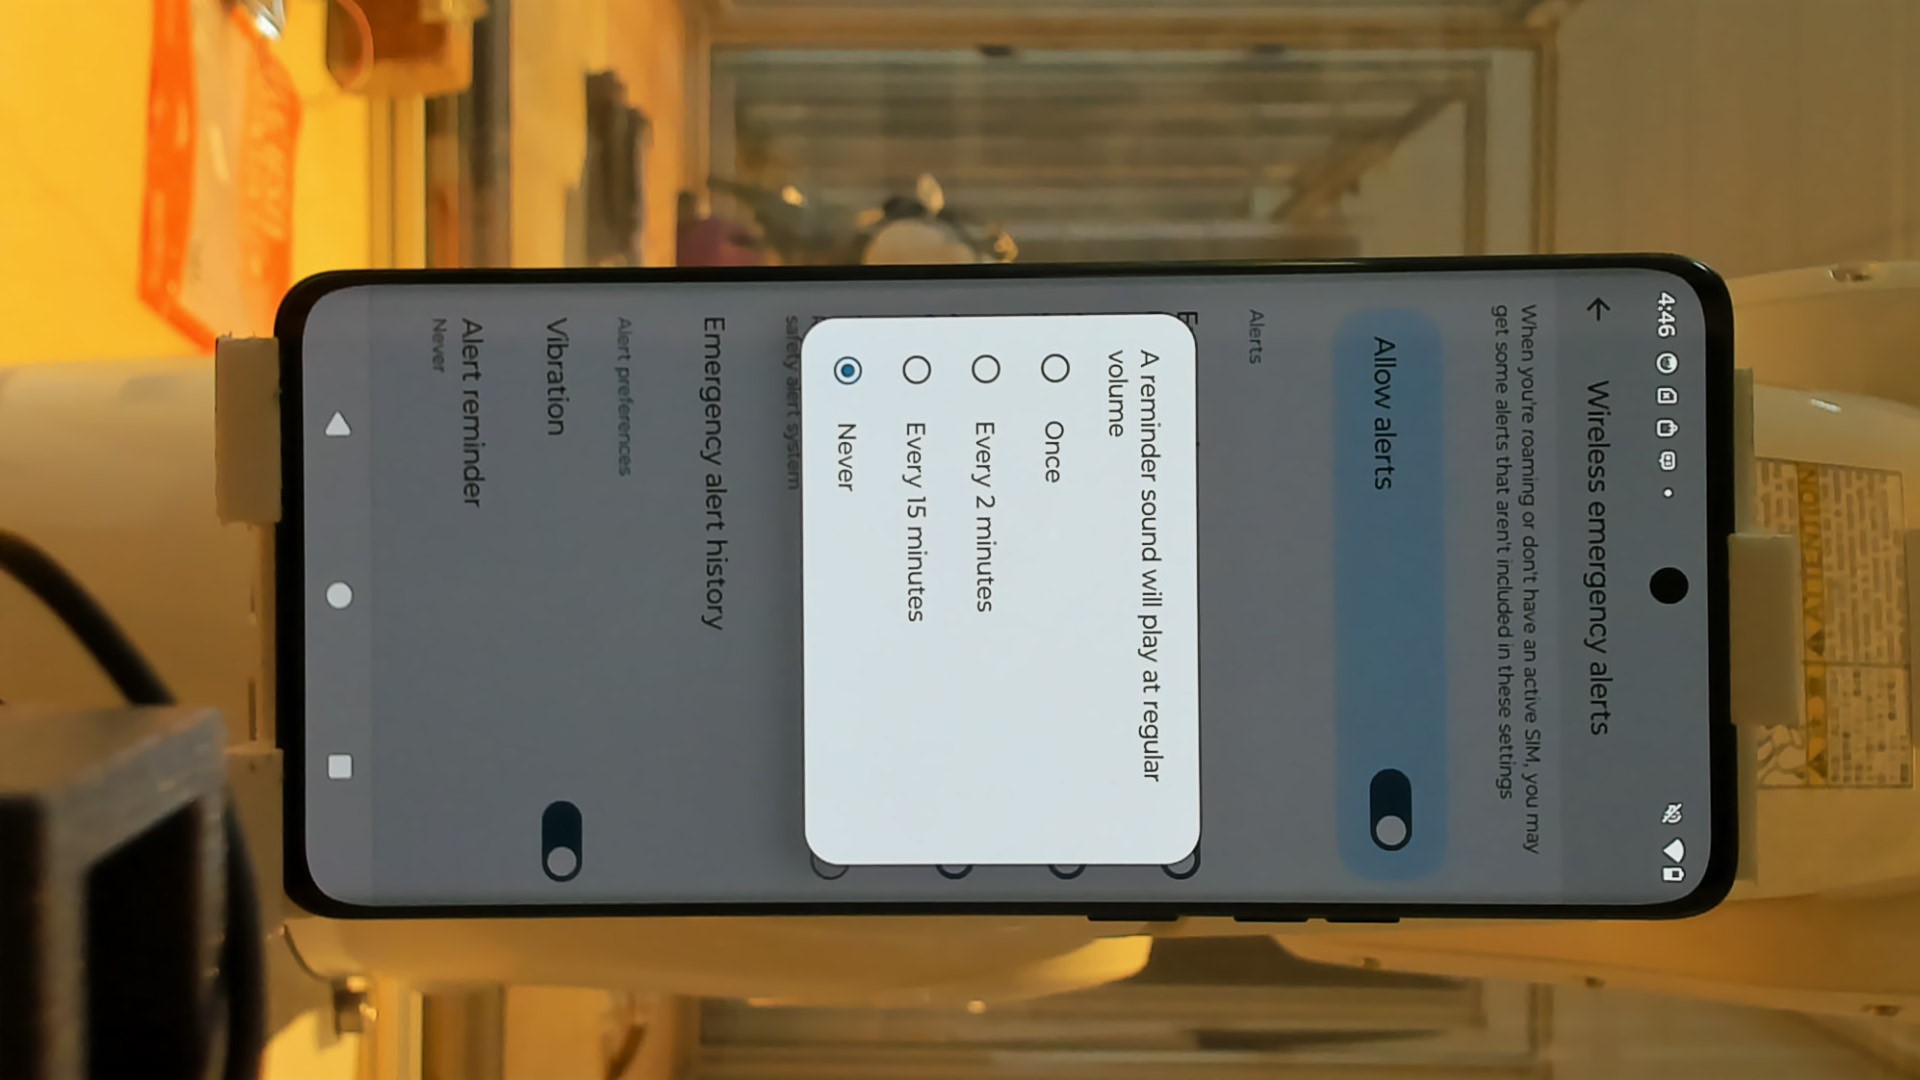 4:46
Wireless emergency alerts
When you're roaming or don't have an active SIM, you may
get some alerts that aren't included in these settings
Allow alerts
Alerts
A reminder sound will play at regular
volume
Once
Every 2 minutes
Every 15 minutes
Never
safety alert system
Emergency alert history
Alert preferences
Vibration
Alert reminder
Never
ATTENTION